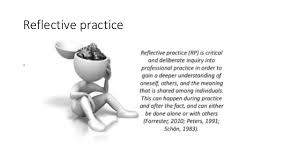 Reflective practice
Reflective practice (RP) is critical
and deliberate inquiry into
professional practice in order to
gain a deeper understanding of
oneself, others, and the meaning
that is shared among individuals.
This can happen during practice
and after the fact, and can either
be done alone or with others
(Forrester, 2010; Peters, 1991;
Schön, 1983).